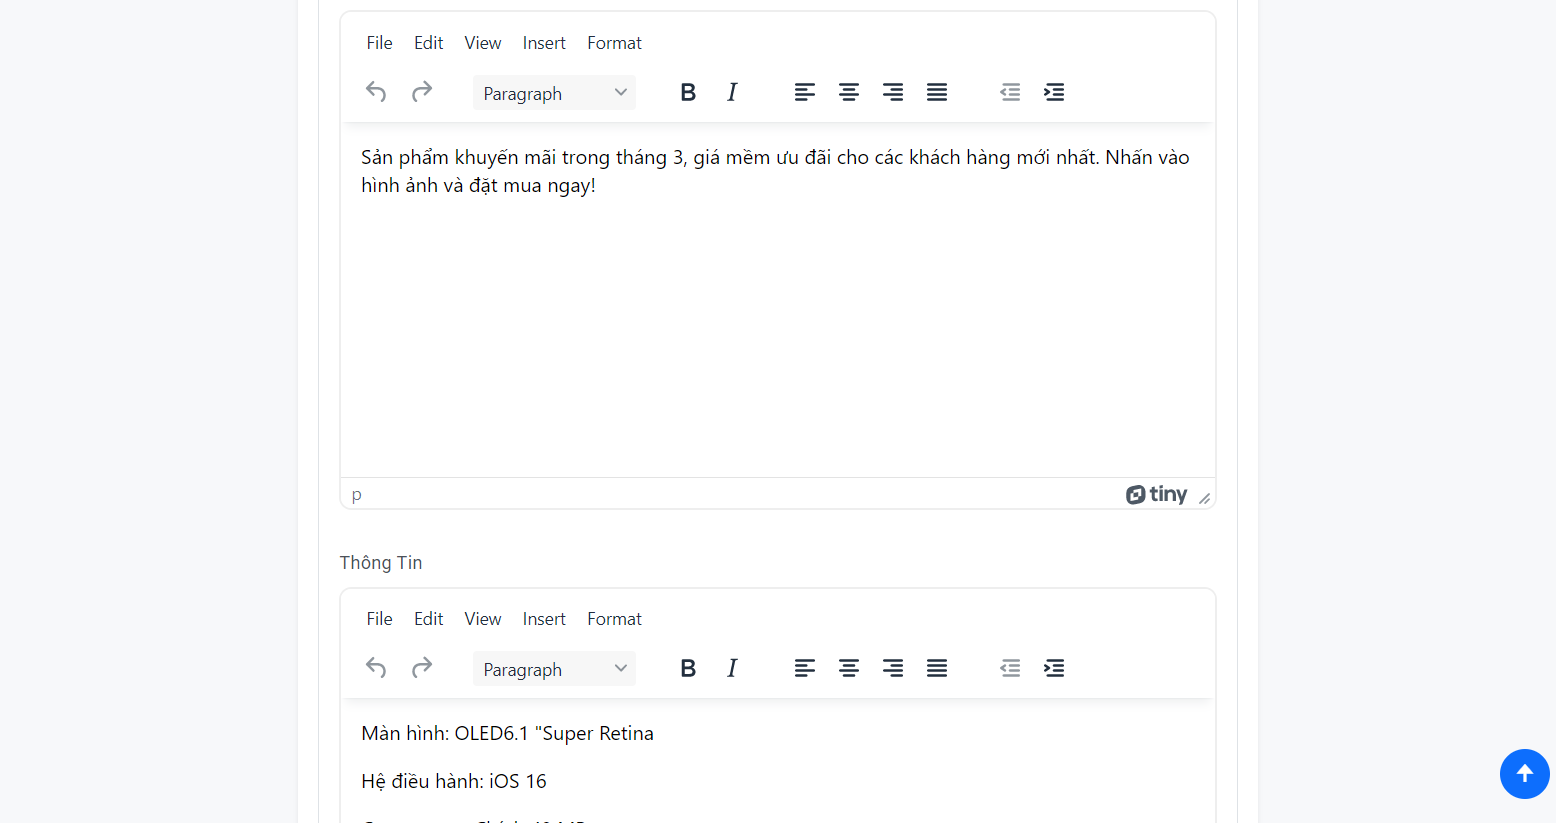 File Edit View Insert Format
Paragraph B I
Sản phẩm khuyến mãi trong tháng 3, giá mềm ưu đãi cho các khách hàng mới nhất. Nhấn vào
hình ảnh và đặt mua ngay!
p tiny
Thông Tin
File Edit View Insert Format
Paragraph B I
Màn hình: OLED6.1 "Super Retina
Hệ điều hành: iOS 16